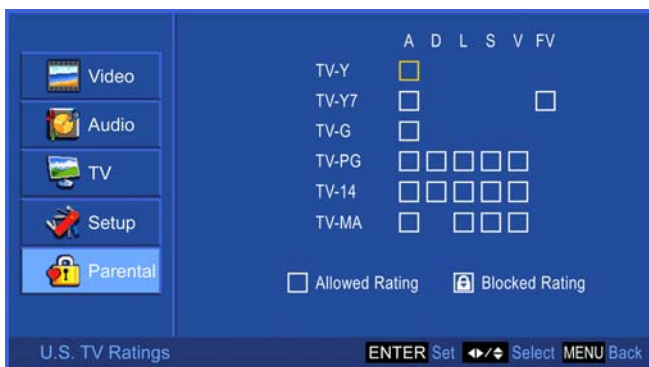 A D L S V FV
Video
TV-Y
TV-Y7
Audio
TV-G
TV-PG
TV
TV-14
Setup
TV-MA
Parental
Allowed Rating
Blocked Rating
U.S. TV Ratings
ENTER Set Select MENU Back